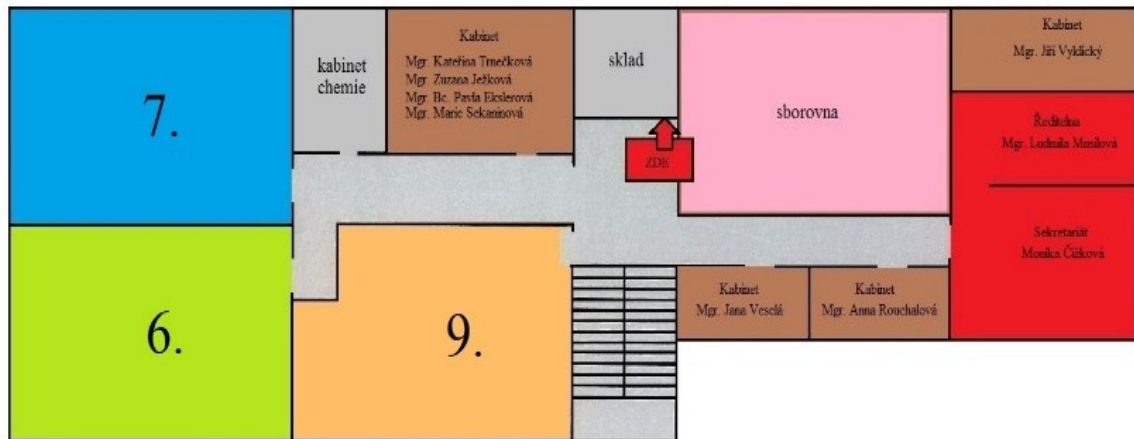 7.
kabinet
chemie
Kabinet
Mgr. Kateřina Trnečková
Mgr. Zuzana Ježková
Mgr. Bc. Pavla Ekslerová
Mgr. Marie Sekaninová
sklad
ZDE
sborovna
Kabinet
Mgr. Jiří Vyklický
Ředitelna
Mgr. Ludmila Musilová
Sekretariát
Monika Čížková
6.
9.
Kabinet
Mgr. Jana Veselá
Kabinet
Mgr. Anna Rouchalová